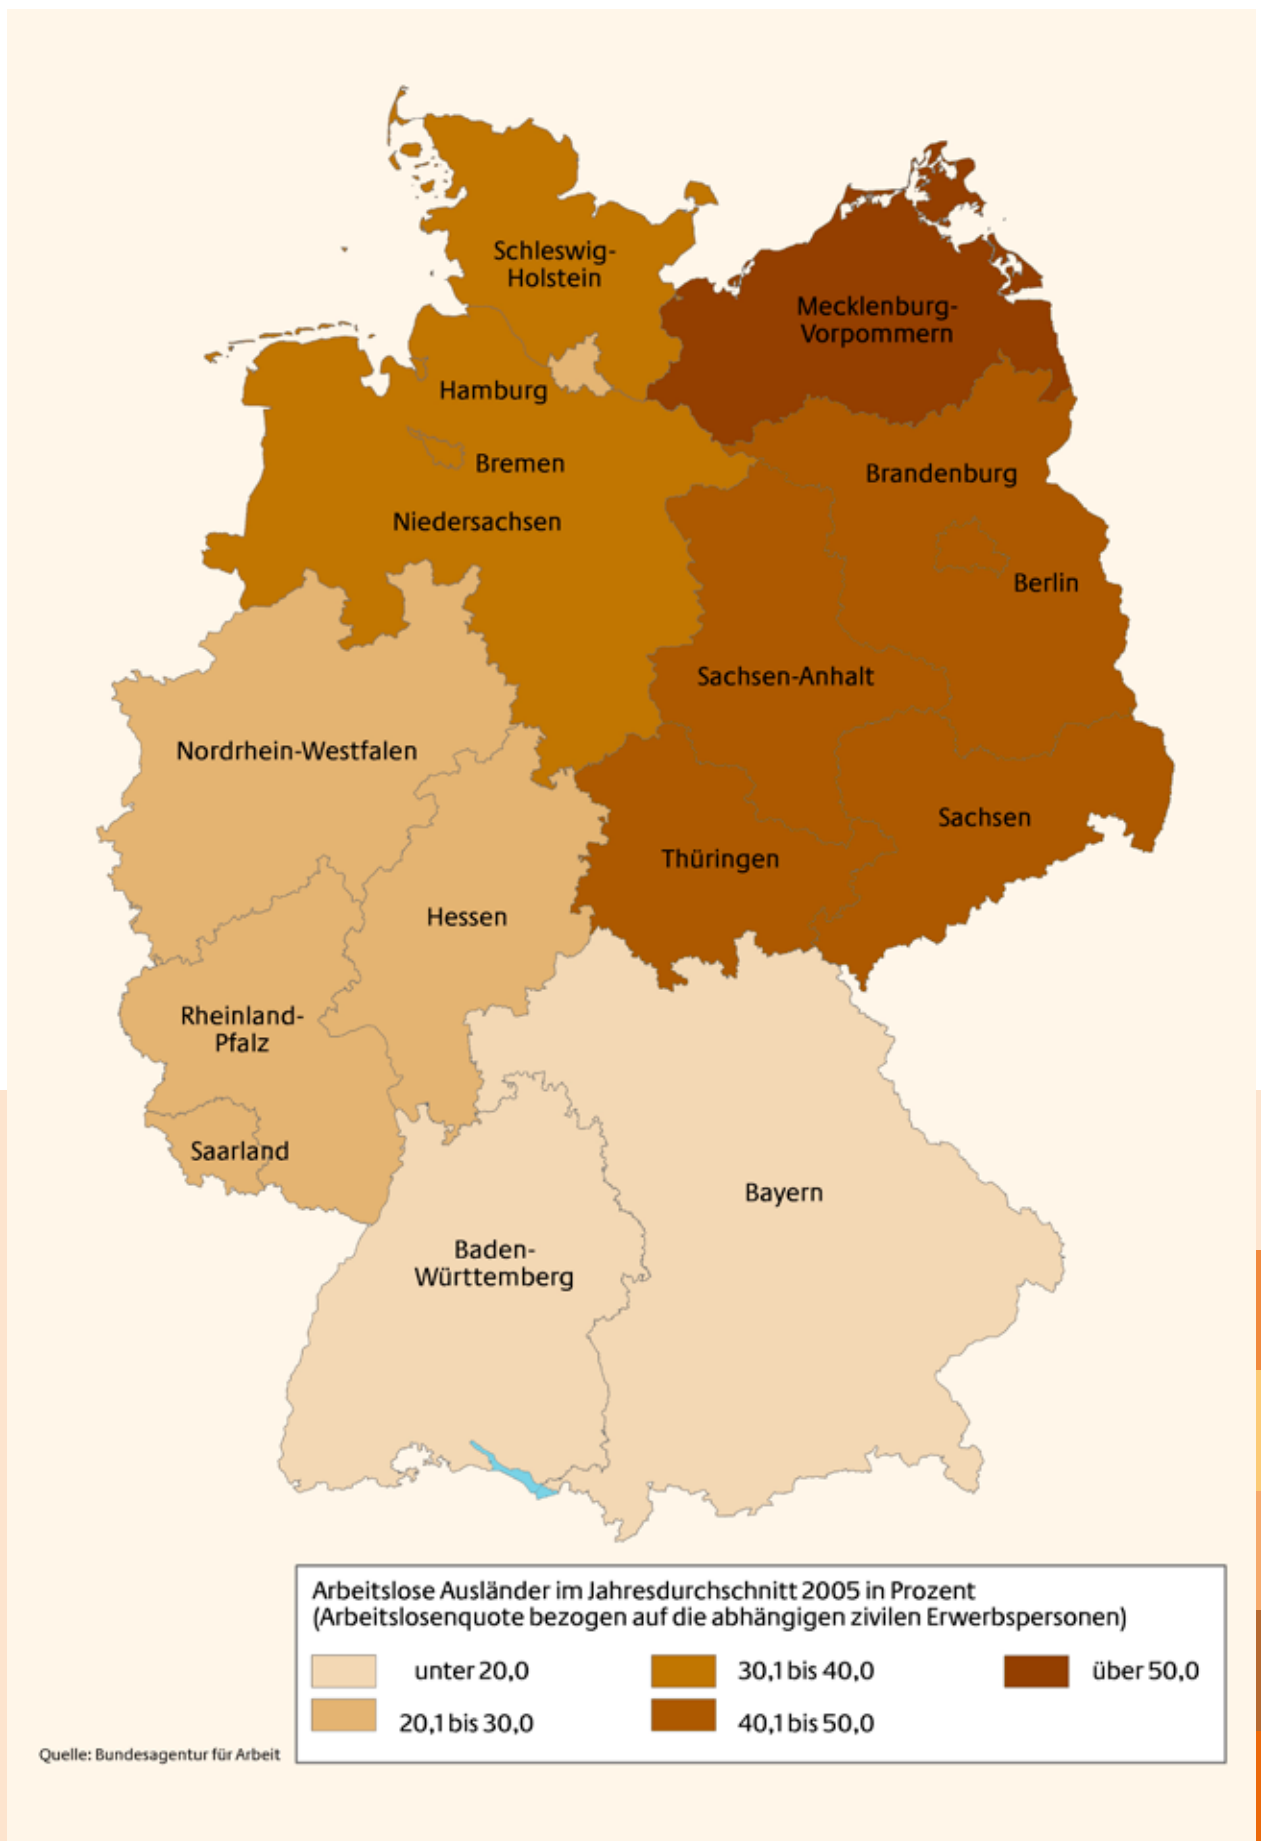 Schleswig-
Holstein
Mecklenburg-
Vorpommern
Hamburg
Bremen
Brandenburg
Niedersachsen
Berlin
Sachsen-Anhalt
Nordrhein-Westfalen
Sachsen
Thüringen
Hessen
Rheinland-
Pfalz
Saarland
Bayern
Baden-
Württemberg
Arbeitslose Ausländer im Jahresdurchschnitt 2005 in Prozent
(Arbeitslosenquote bezogen auf die abhängigen zivilen Erwerbspersonen)
unter 20,0
30,1 bis 40,0
über 50,0
20,1 bis 30,0
40,1 bis 50,0
Quelle: Bundesagentur für Arbeit